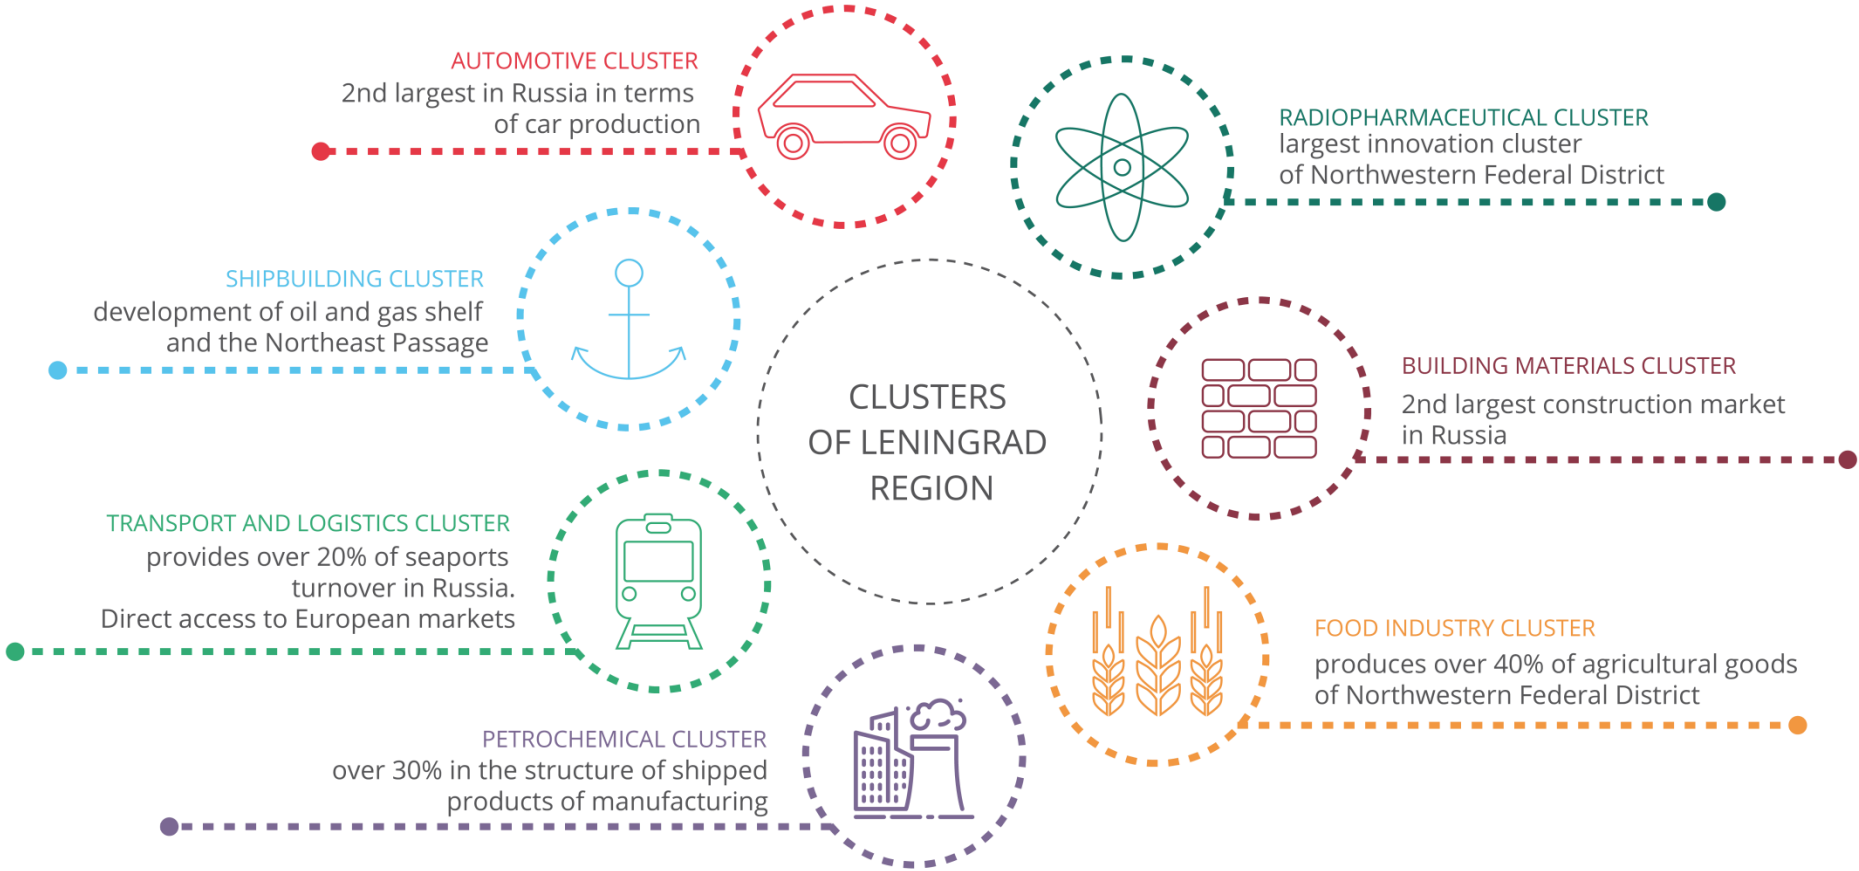 AUTOMOTIVE CLUSTER
2nd largest in Russia in terms
of car production
RADIOPHARMACEUTICAL CLUSTER
largest innovation cluster
of Northwestern Federal District
SHIPBUILDING CLUSTER
development of oil and gas shelf
and the Northeast Passage
CLUSTERS
OF LENINGRAD
REGION
BUILDING MATERIALS CLUSTER
2nd largest construction market
in Russia
TRANSPORT AND LOGISTICS CLUSTER
provides over 20% of seaports
turnover in Russia.
Direct access to European markets
FOOD INDUSTRY CLUSTER
produces over 40% of agricultural goods
of Northwestern Federal District
PETROCHEMICAL CLUSTER
over 30% in the structure of shipped
products of manufacturing